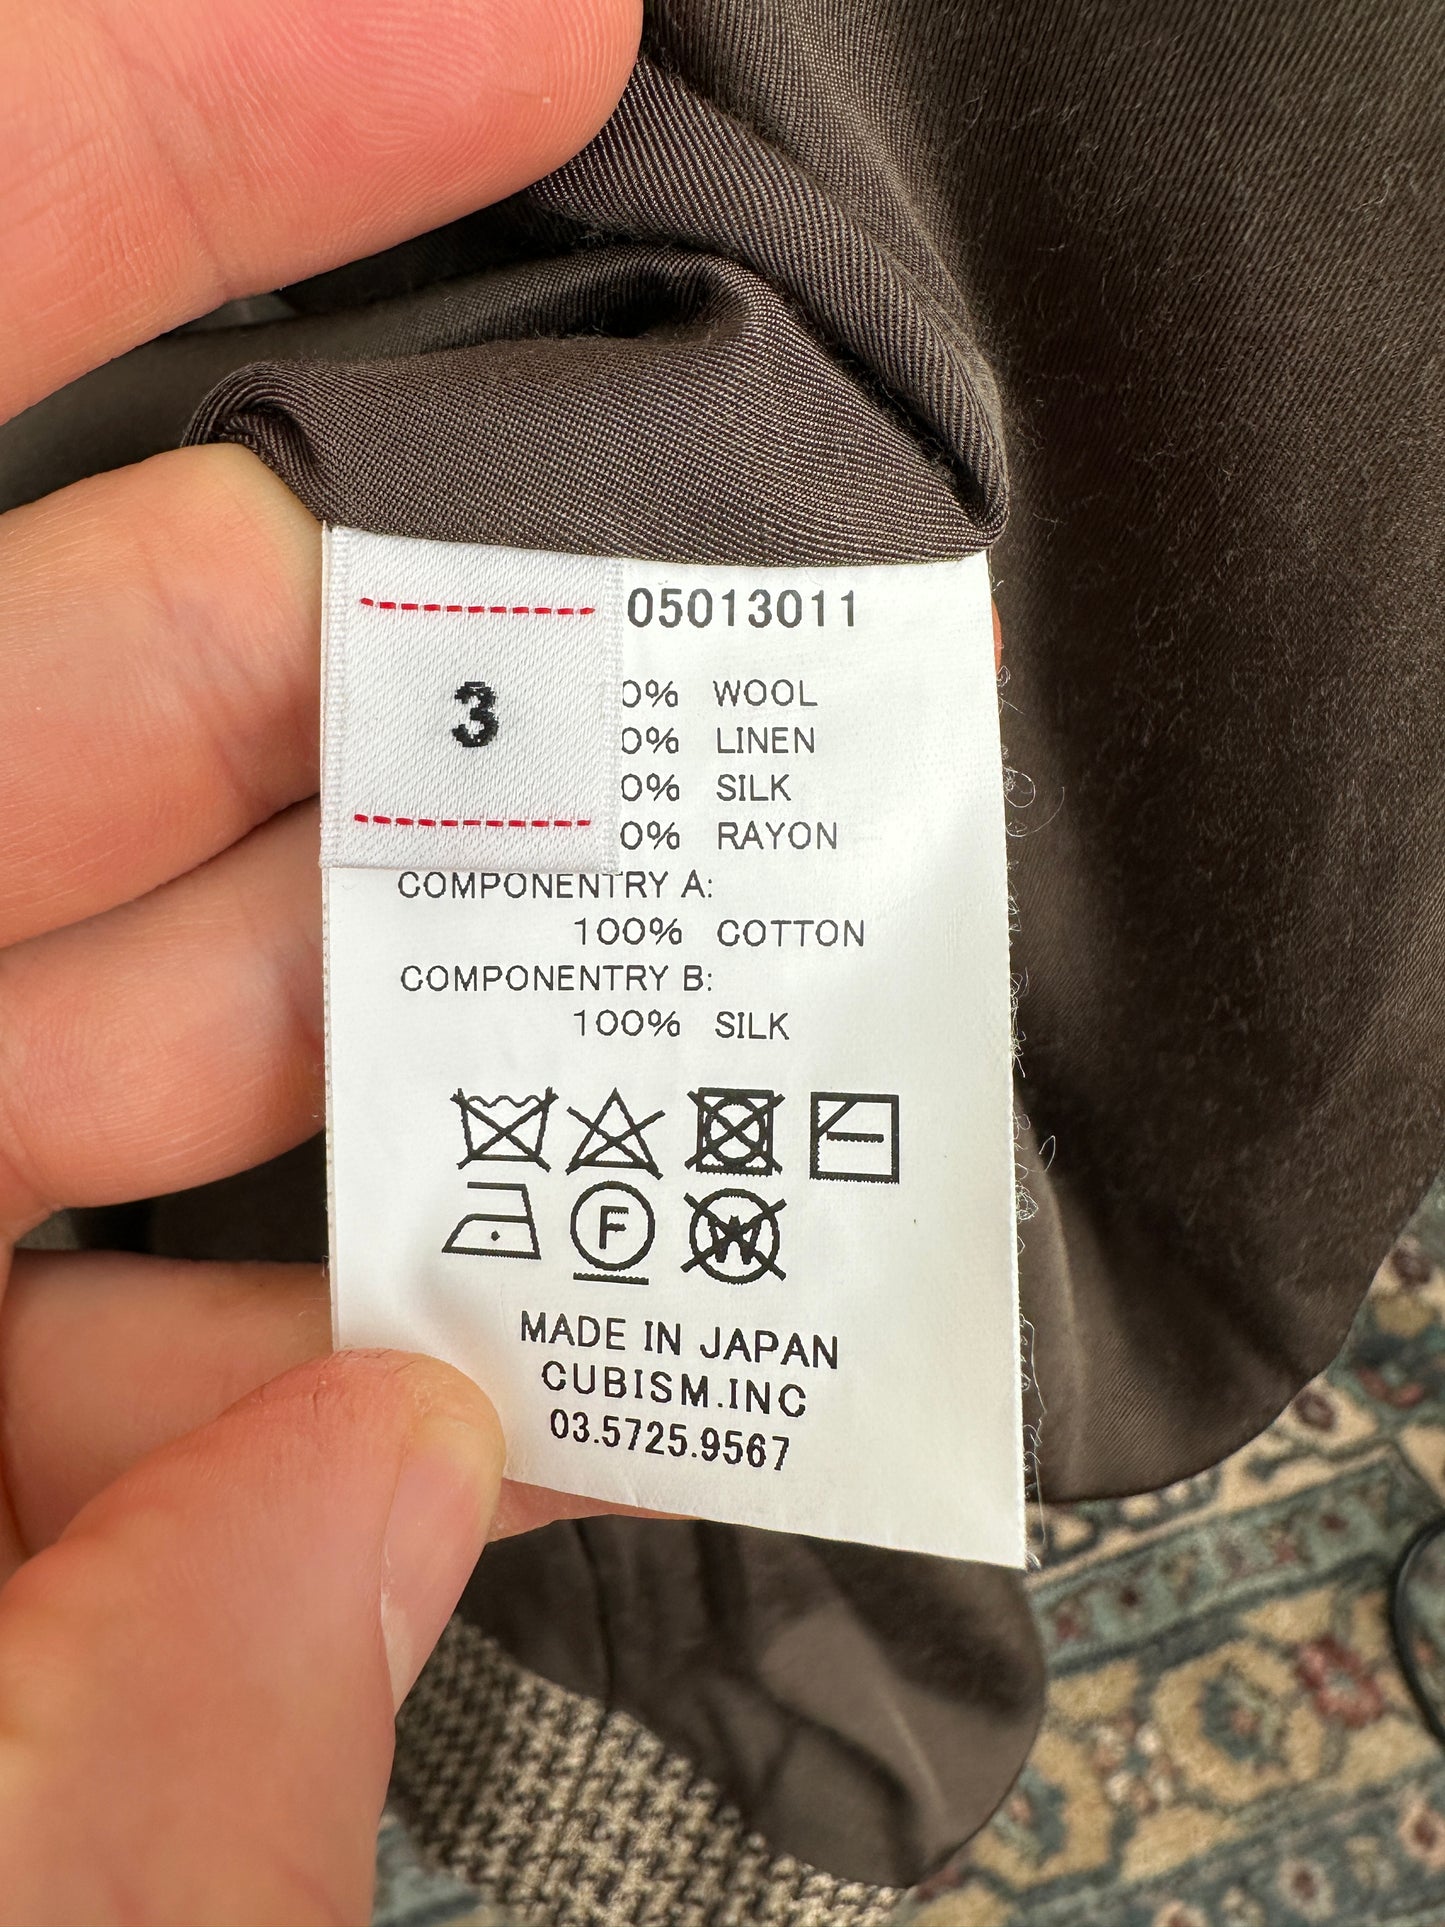 05013011
3
0% WOOL
0% LINEN
0% SILK
0% RAYON
COMPONENTRY A:
100% COTTON
COMPONENTRY B:
100% SILK
F
W
MADE IN JAPAN
CUBISM.INC
03.5725.9567